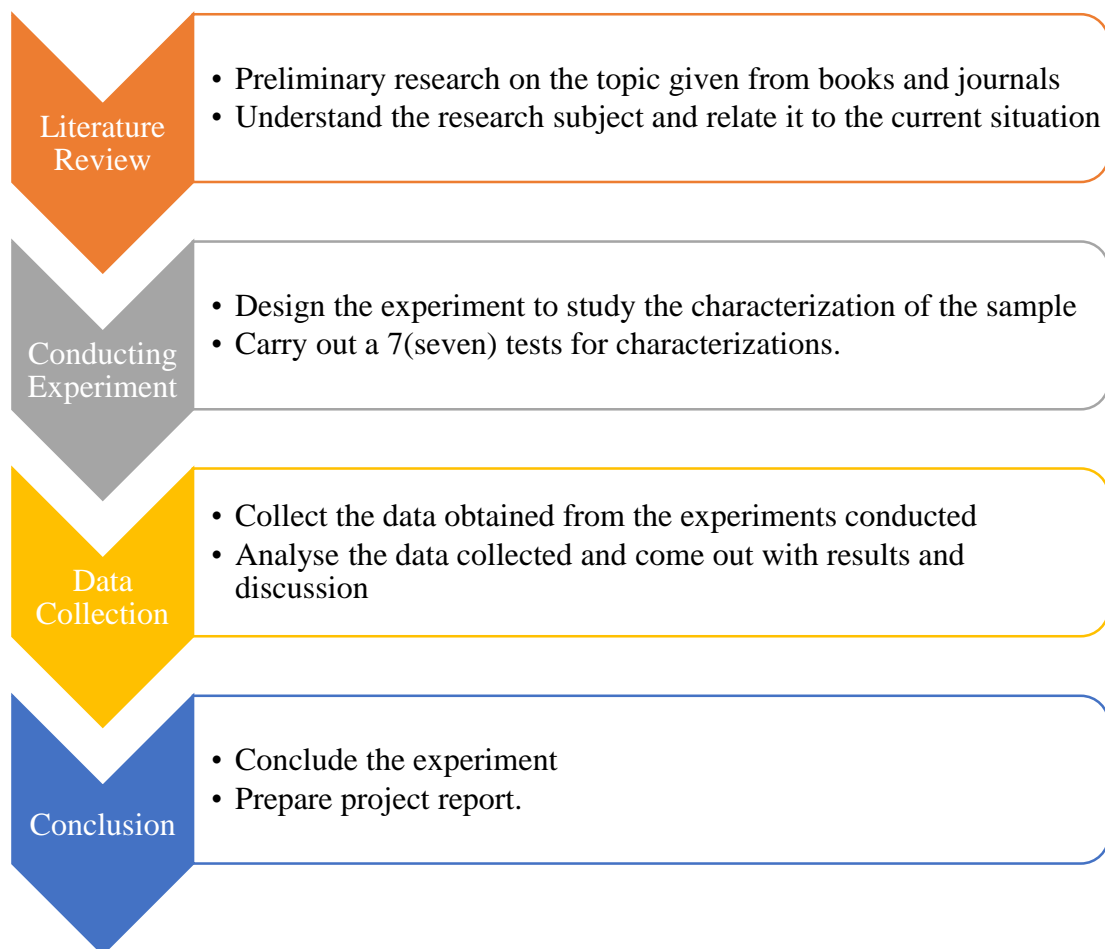 Literature
Review
• Preliminary research on the topic given from books and journals
• Understand the research subject and relate it to the current situation
Conducting
Experiment
• Design the experiment to study the characterization of the sample
• Carry out a 7(seven) tests for characterizations.
Data
Collection
• Collect the data obtained from the experiments conducted
• Analyse the data collected and come out with results and
discussion
Conclusion
• Conclude the experiment
• Prepare project report.